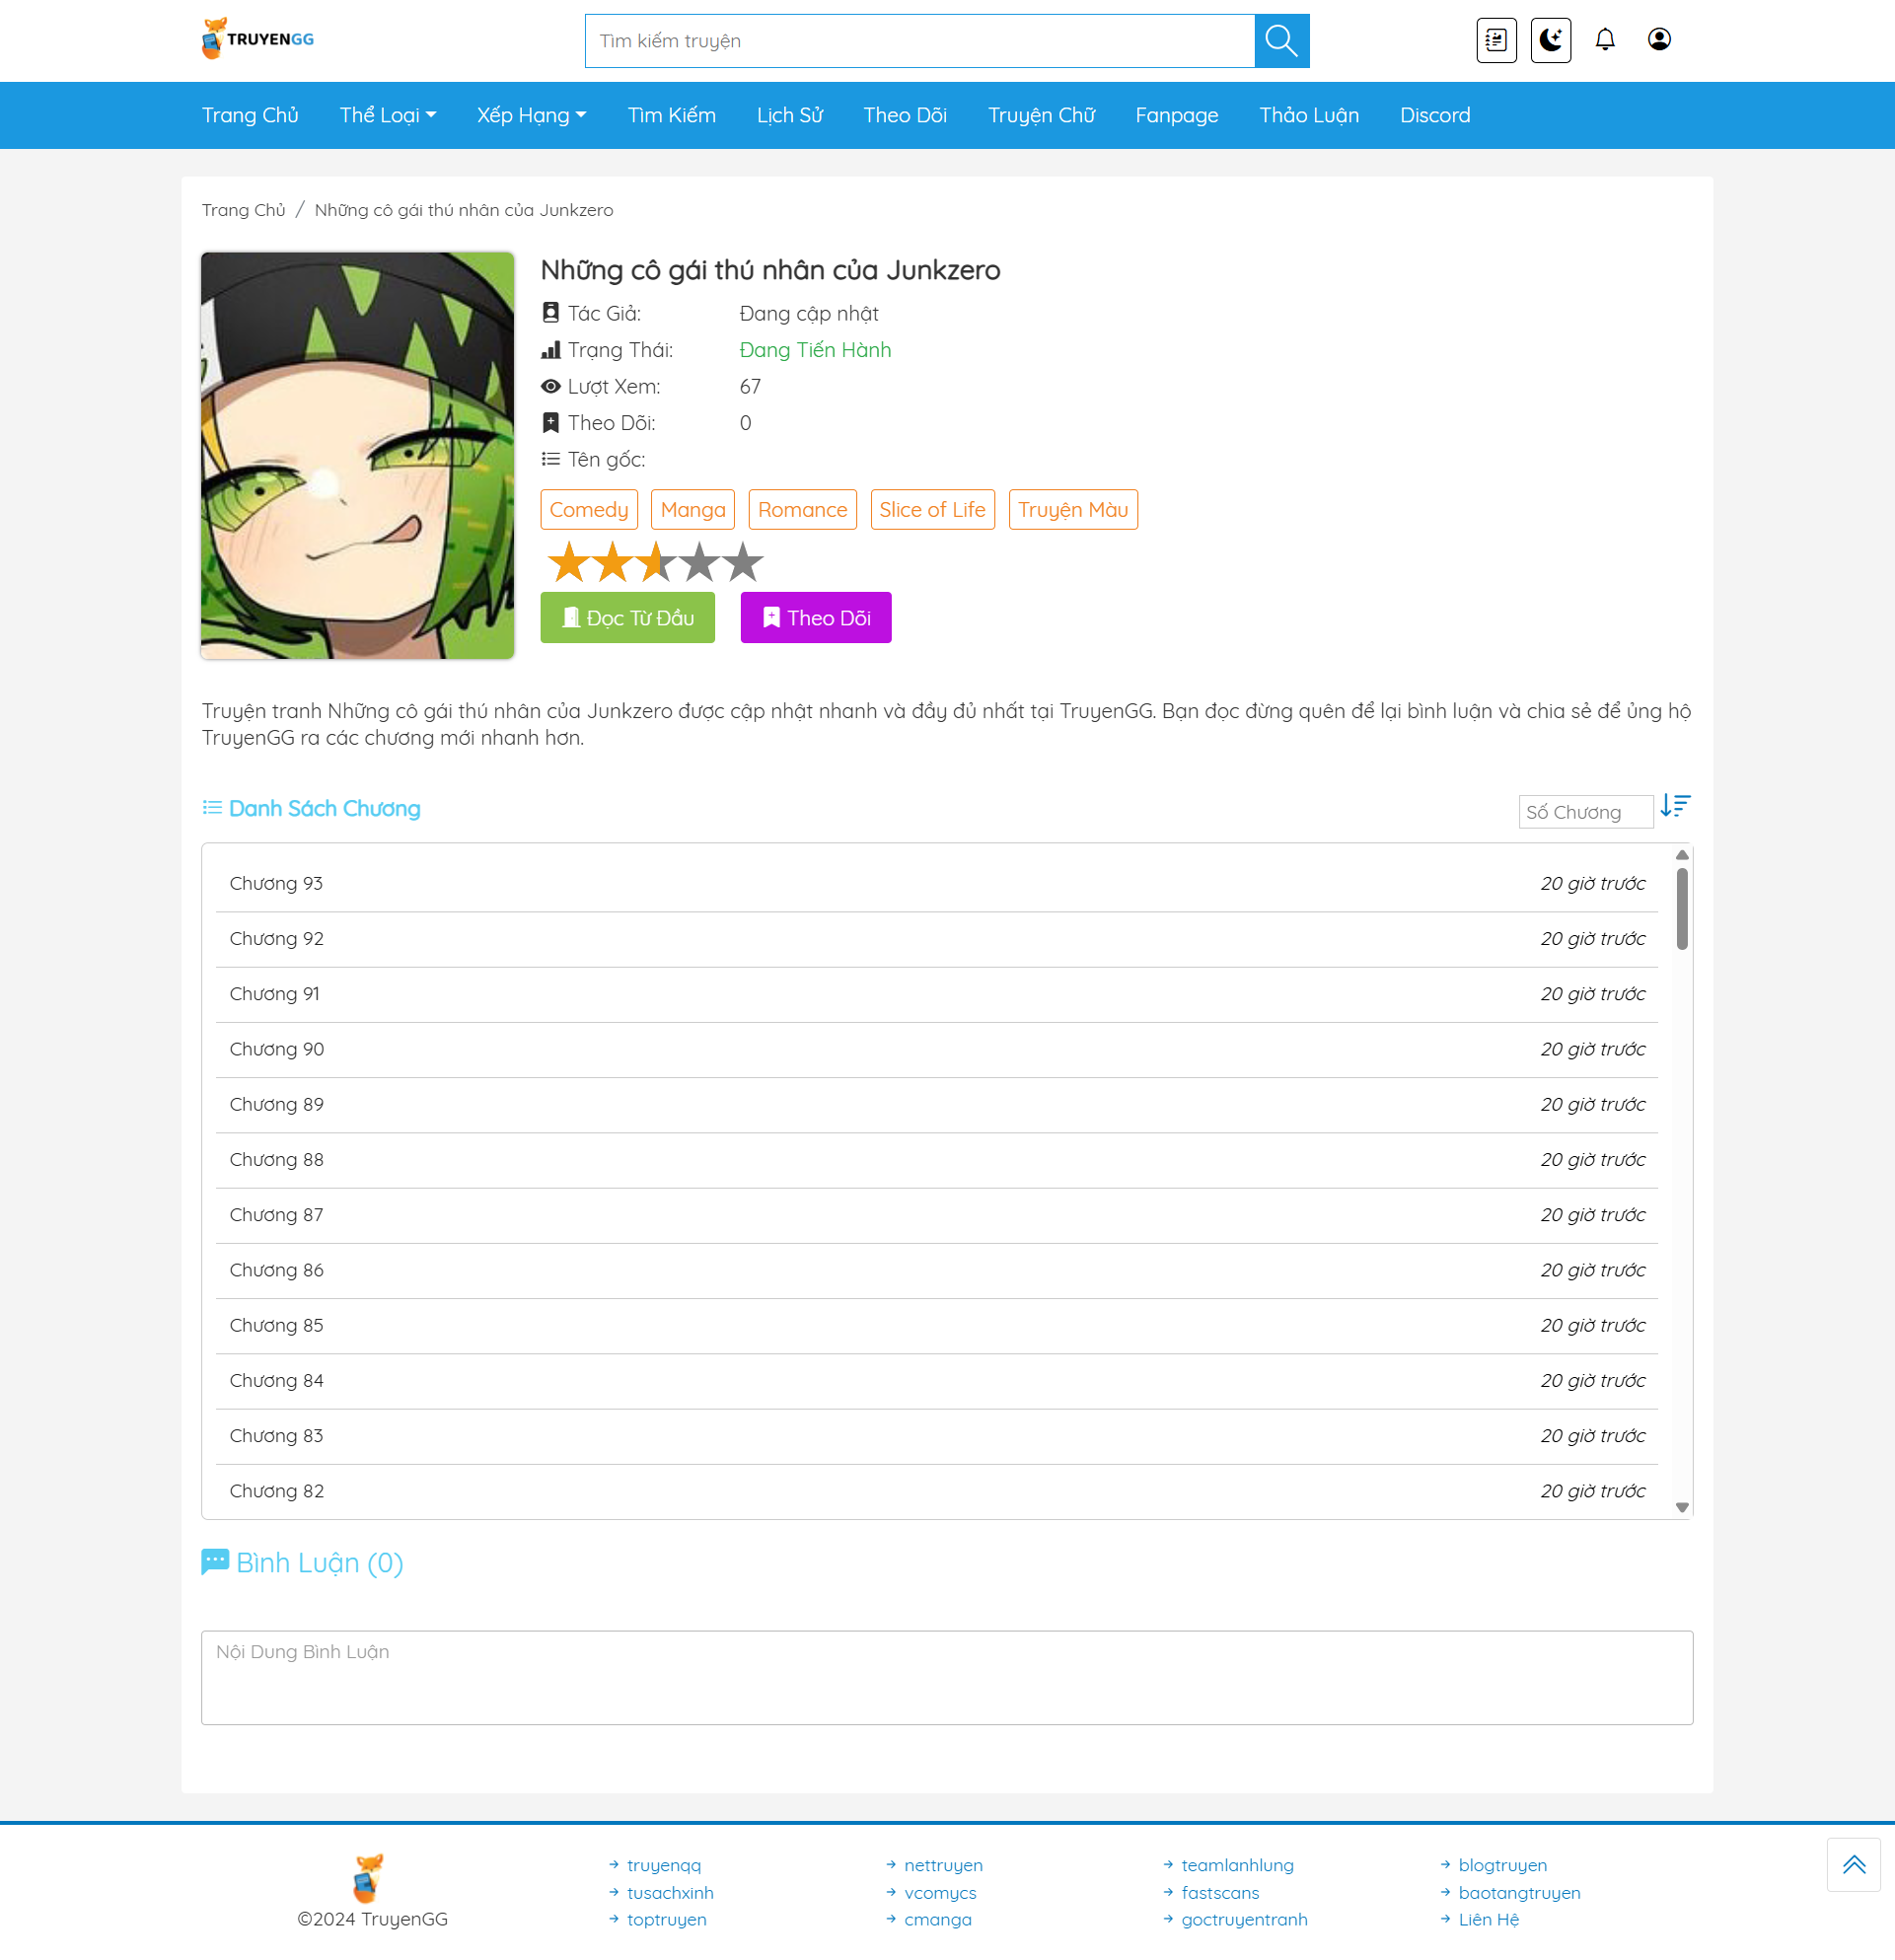 TRUYENGG
Tìm kiếm truyện
Trang Chủ Thể Loại Xếp Hạng Tìm Kiếm Lịch Sử Theo Dõi Truyện Chữ Fanpage Thảo Luận Discord
Trang Chủ / Những cô gái thú nhân của Junkzero
Những cô gái thú nhân của Junkzero
Tác Giả: Đang cập nhật
Trạng Thái: Đang Tiến Hành
Lượt Xem: 67
Theo Dõi: 0
Tên gốc:
Comedy Manga Romance Slice of Life Truyện Màu
Đọc Từ Đầu Theo Dõi
Truyện tranh Những cô gái thú nhân của Junkzero được cập nhật nhanh và đầy đủ nhất tại TruyenGG. Bạn đọc đừng quên để lại bình luận và chia sẻ để ủng hộ
TruyenGG ra các chương mới nhanh hơn.
Danh Sách Chương Số Chương
Chương 93 20 giờ trước
Chương 92 20 giờ trước
Chương 91 20 giờ trước
Chương 90 20 giờ trước
Chương 89 20 giờ trước
Chương 88 20 giờ trước
Chương 87 20 giờ trước
Chương 86 20 giờ trước
Chương 85 20 giờ trước
Chương 84 20 giờ trước
Chương 83 20 giờ trước
Chương 82 20 giờ trước
Bình Luận (0)
Nội Dung Bình Luận
©2024 TruyenGG
truyenqq nettruyen teamlanhlung blogtruyen
tusachxinh vcomycs fastscans baotangtruyen
toptruyen cmanga goctruyentranh Liên Hệ